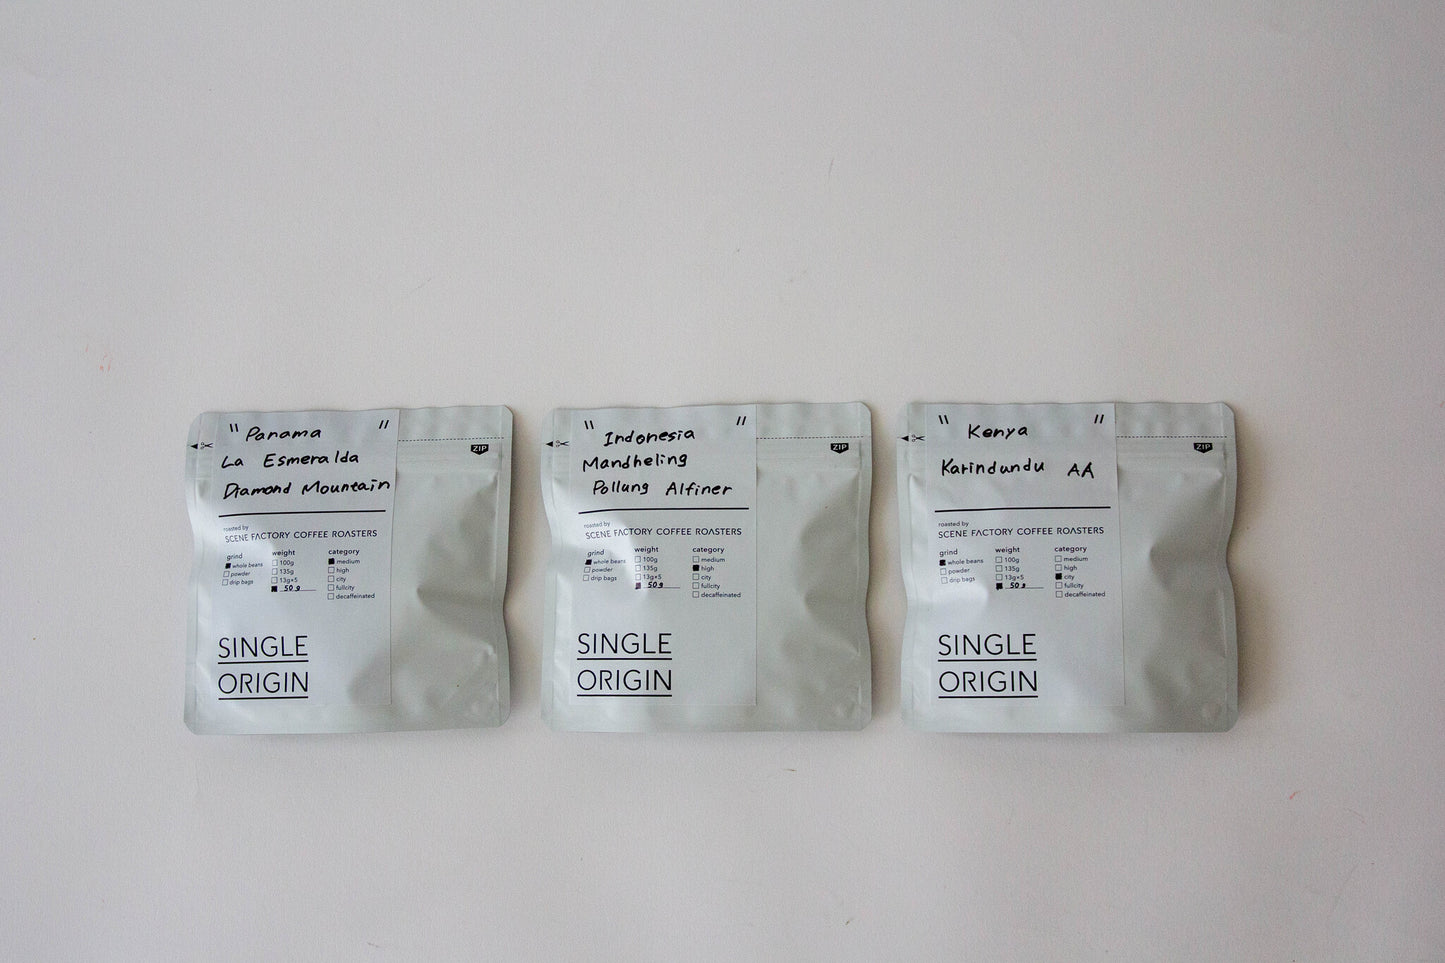 " Panama "
La Esmeralda
Diamond Mountain
ZIP
roasted by
SCENE FACTORY COFFEE ROASTERS
grind
whole beans
powder
drip bags
weight
100g
135g
13g×5
50g
category
medium
high
city
fullcity
decaffeinated
SINGLE
ORIGIN
" Indonesia "
Mandheling
Pollung Alfiner
ZIP
roasted by
SCENE FACTORY COFFEE ROASTERS
grind
whole beans
powder
drip bags
weight
100g
135g
13g×5
50g
category
medium
high
city
fullcity
decaffeinated
SINGLE
ORIGIN
" Kenya "
Karindundu AA
ZIP
roasted by
SCENE FACTORY COFFEE ROASTERS
grind
whole beans
powder
drip bags
weight
100g
135g
13g×5
50g
category
medium
high
city
fullcity
decaffeinated
SINGLE
ORIGIN